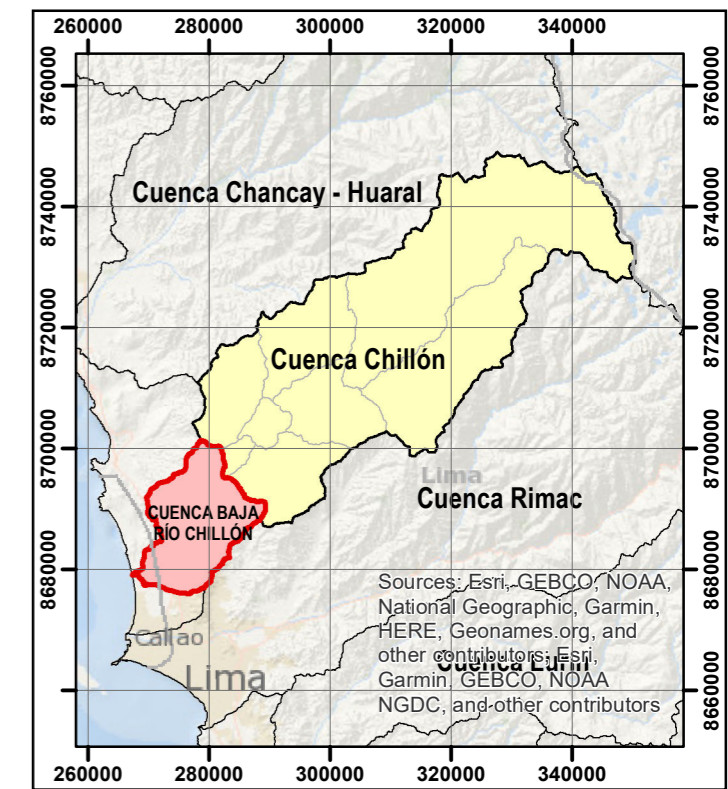 260000 280000 300000 320000 340000
8760000 8760000
8740000 8740000
Cuenca Chancay - Huaral
8720000 8720000
Cuenca Chillón
8700000 8700000
Lima
Cuenca Rimac
CUENCA BAJA
RÍO CHILLÓN
8680000 8680000
Sources: Esri, GEBCO, NOAA,
National Geographic, Garmin,
HERE, Geonames.org, and
other contributors; Esri,
Garmin, GEBCO, NOAA
NGDC, and other contributors
Cuenca Lurin
Callao
Lima
8660000 8660000
260000 280000 300000 320000 340000